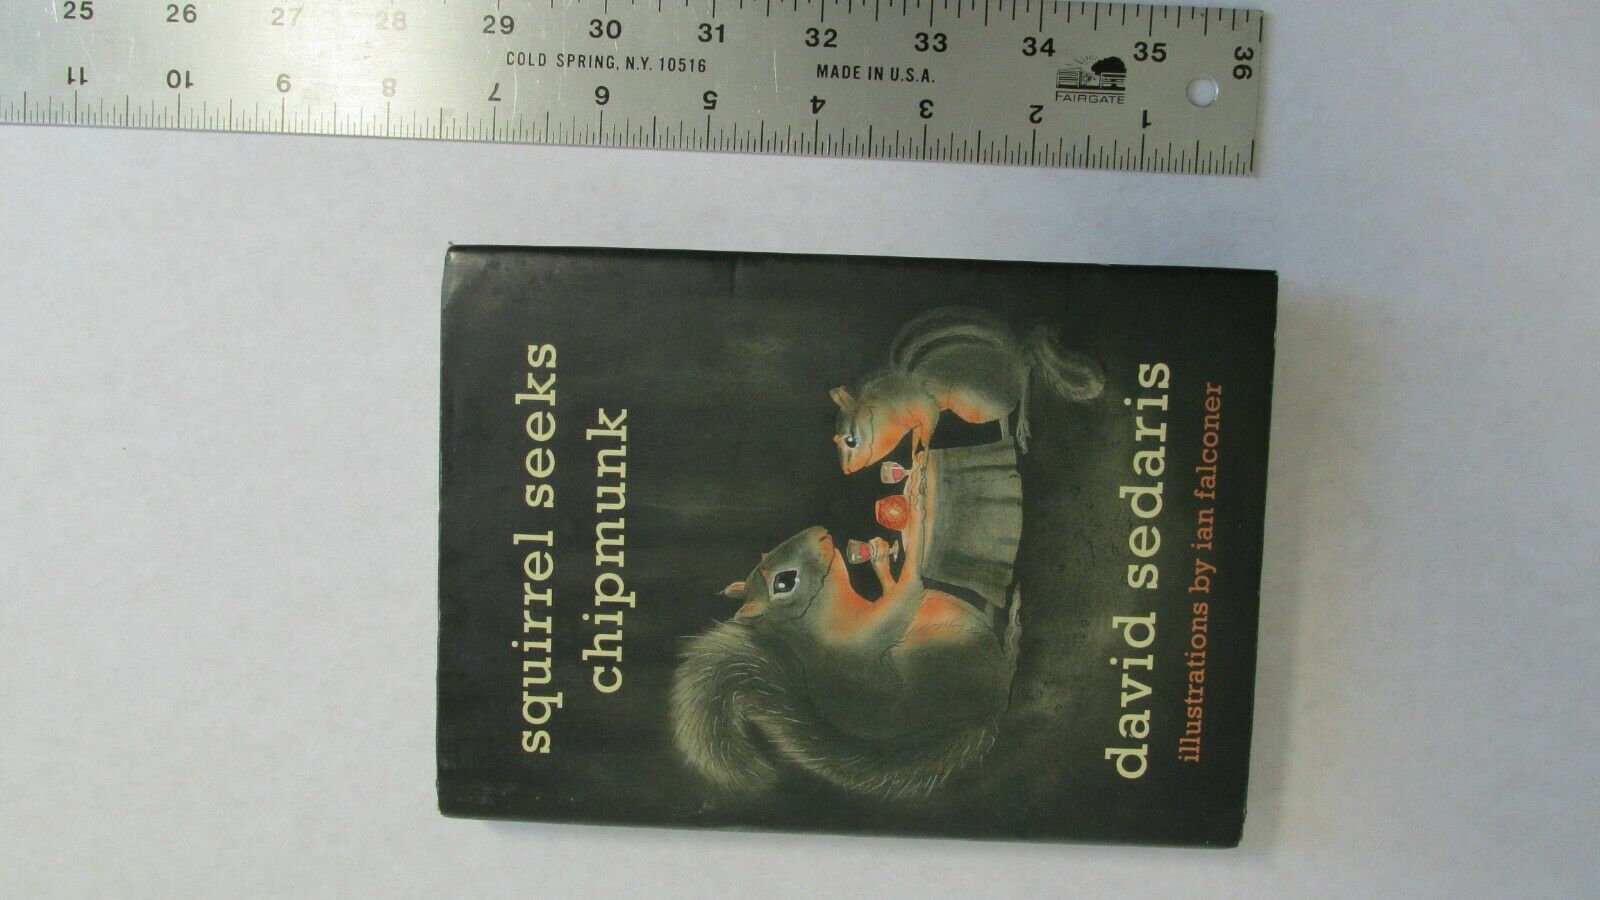 25 26 27 28 29 30 31 32 33 34 35 36
COLD SPRING, N.Y. 10516
MADE IN U.S.A.
FAIRGATE
11 10 9 8 7 6 5 4 3 2 1
squirrel seeks
chipmunk
david sedaris
illustrations by ian falconer